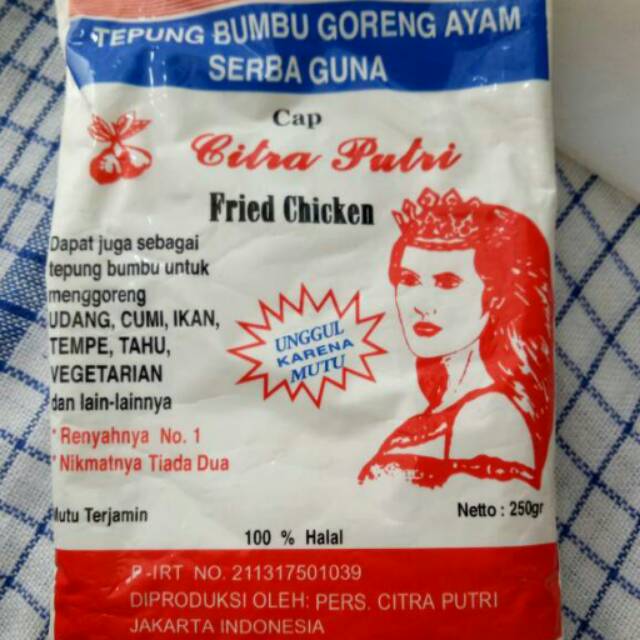 TEPUNG BUMBU GORENG AYAM
SERBA GUNA
Cap
Citra Putri
Fried Chicken
Dapat juga sebagai
tepung bumbu untuk
menggoreng
UDANG, CUMI, IKAN,
TEMPE, TAHU,
VEGETARIAN
dan lain-lainnya
* Renyahnya No. 1
* Nikmatnya Tiada Dua
UNGGUL
KARENA
MUTU
Mutu Terjamin
Netto : 250gr
100 % Halal
P-IRT NO. 211317501039
DIPRODUKSI OLEH: PERS. CITRA PUTRI
JAKARTA INDONESIA